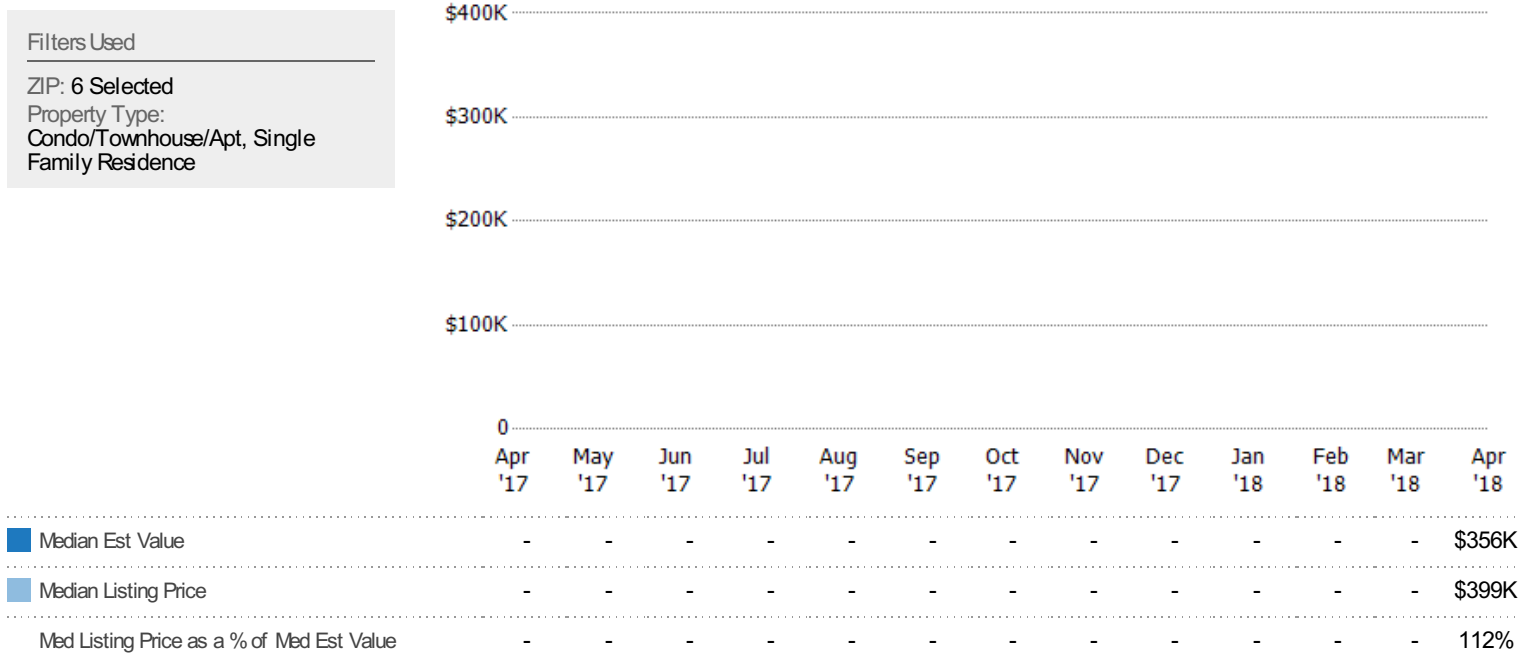 Filters Used
ZIP: 6 Selected
Property Type:
Condo/Townhouse/Apt, Single
Family Residence
$400K
$300K
$200K
$100K
0
Apr May Jun Jul Aug Sep Oct Nov Dec Jan Feb Mar Apr
'17 '17 '17 '17 '17 '17 '17 '17 '17 '18 '18 '18 '18
Median Est Value - - - - - - - - - - - - $356K
Median Listing Price - - - - - - - - - - - - $399K
Med Listing Price as a % of Med Est Value - - - - - - - - - - - - 112%